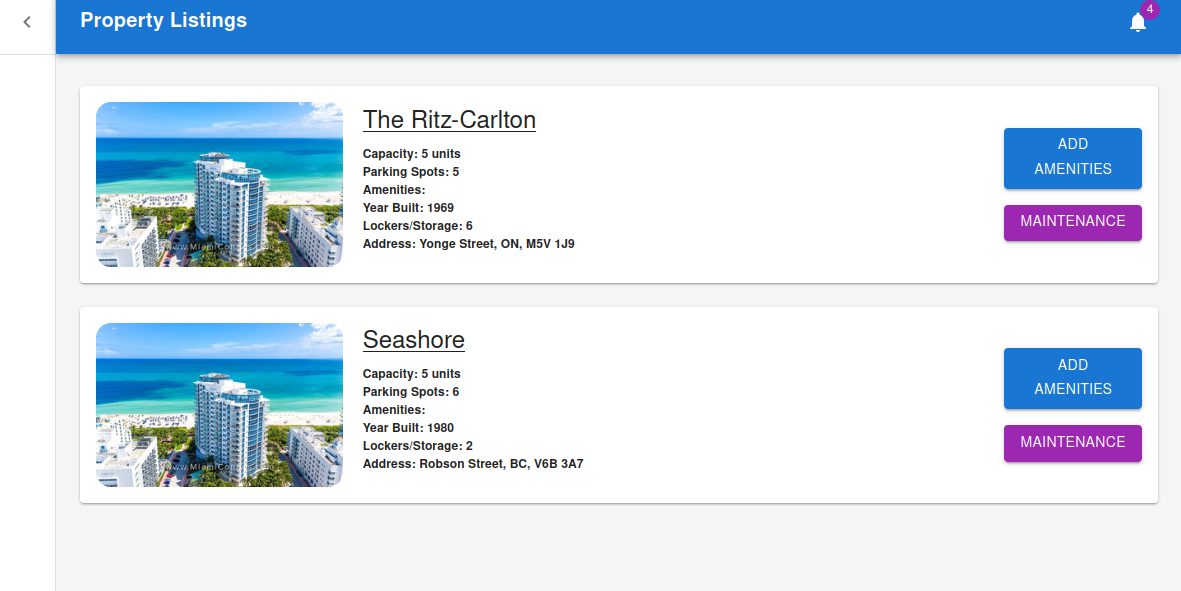 Property Listings
4
The Ritz-Carlton
Capacity: 5 units
Parking Spots: 5
Amenities:
Year Built: 1969
Lockers/Storage: 6
Address: Yonge Street, ON, M5V 1J9
ADD
AMENITIES
MAINTENANCE
Seashore
Capacity: 5 units
Parking Spots: 6
Amenities:
Year Built: 1980
Lockers/Storage: 2
Address: Robson Street, BC, V6B 3A7
ADD
AMENITIES
MAINTENANCE